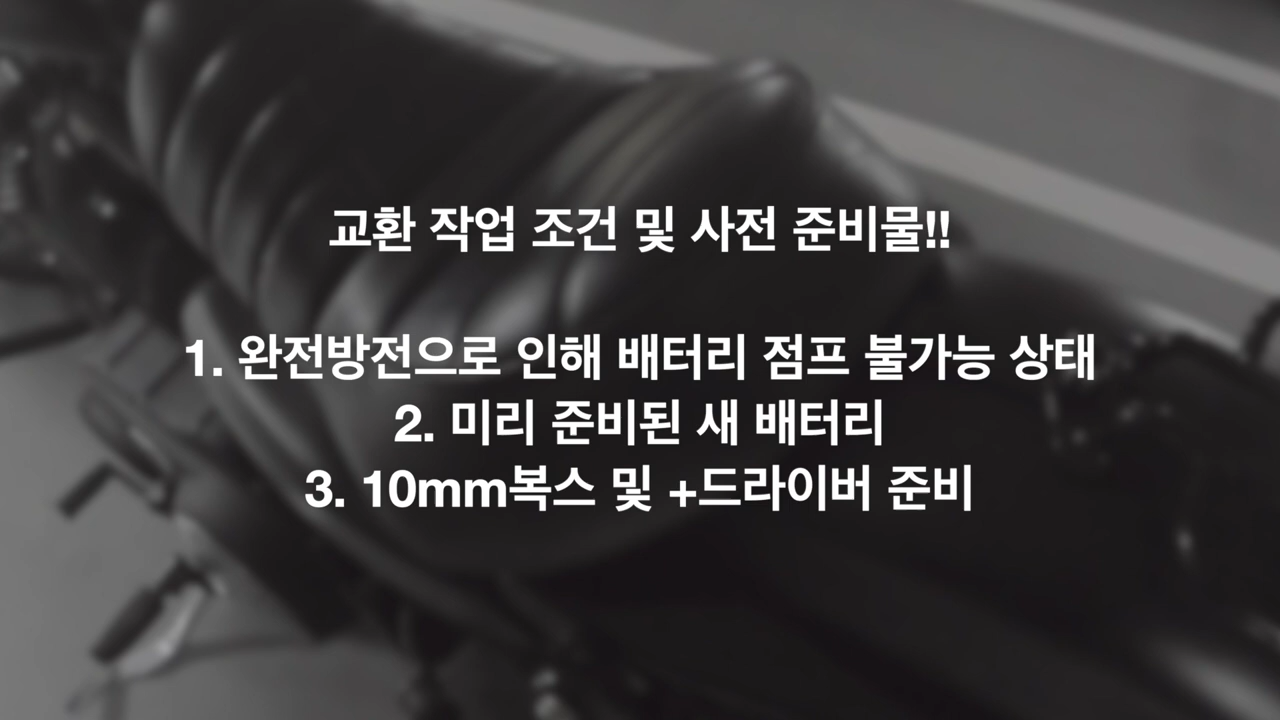 교환 작업 조건 및 사전 준비물!!
1. 완전방전으로 인해 배터리 점프 불가능 상태
2. 미리 준비된 새 배터리
3. 10mm복스 및 +드라이버 준비